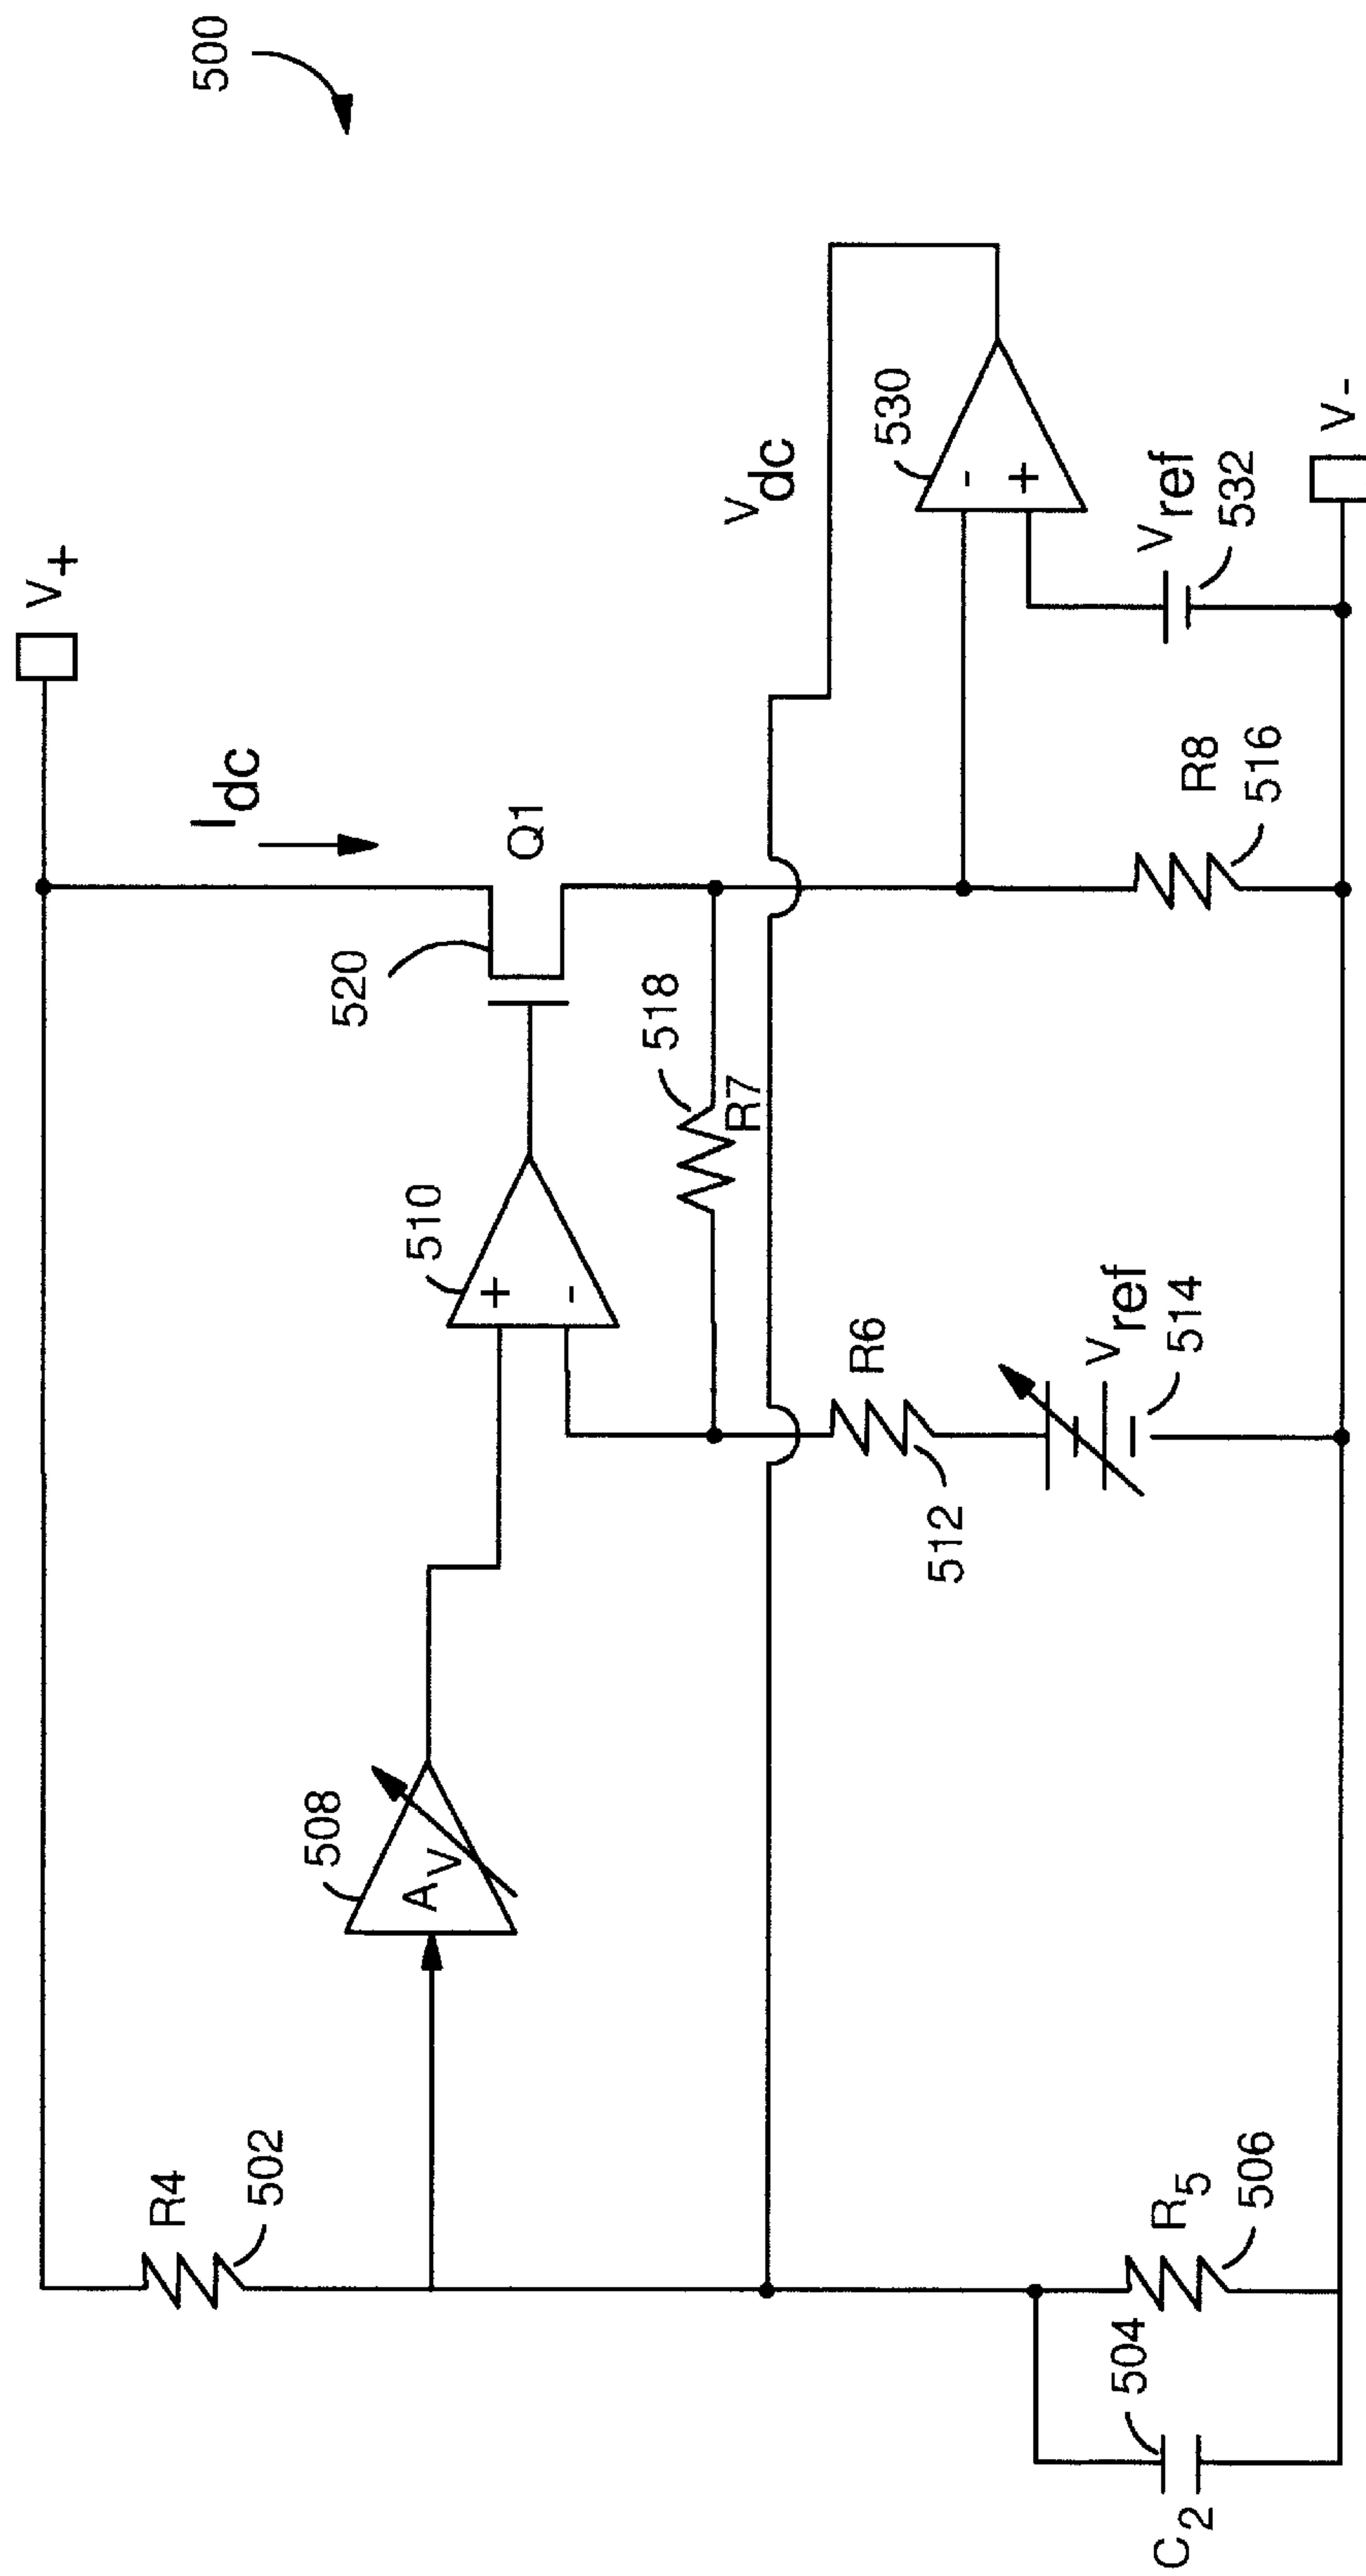 500
V+
Idc
Q1
520
510
+
-
518
R7
Vdc
530
-
+
Vref
532
V-
R8
516
R6
512
Vref
514
508
AV
R4
502
R5
506
504
C2